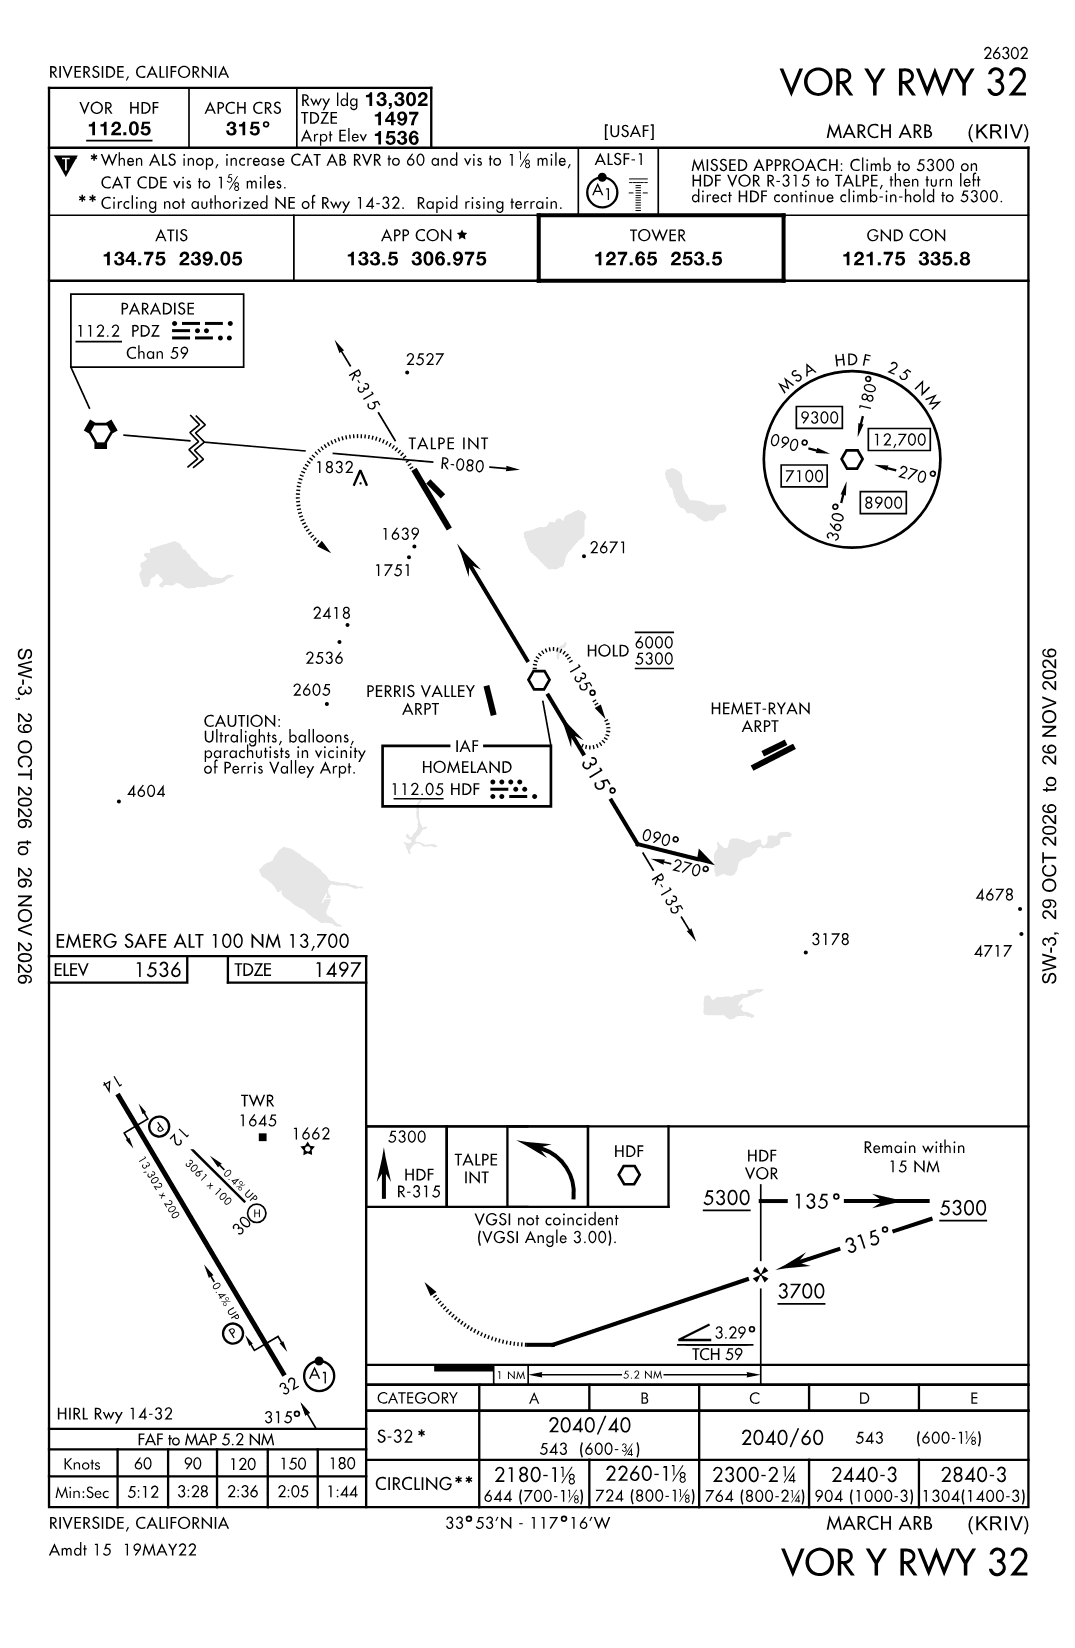 26302
RIVERSIDE, CALIFORNIA
VOR Y RWY 32
VOR HDF
112.05
APCH CRS
315°
Rwy ldg 13,302
TDZE 1497
Arpt Elev 1536
[USAF]
MARCH ARB (KRIV)
T
*When ALS inop, increase CAT AB RVR to 60 and vis to 1⅛ mile,
CAT CDE vis to 1⅝ miles.
** Circling not authorized NE of Rwy 14-32. Rapid rising terrain.
ALSF-1
A1
MISSED APPROACH: Climb to 5300 on
HDF VOR R-315 to TALPE, then turn left
direct HDF continue climb-in-hold to 5300.
ATIS
134.75 239.05
APP CON ★
133.5 306.975
TOWER
127.65 253.5
GND CON
121.75 335.8
PARADISE
112.2 PDZ
Chan 59
R-315
2527
TALPE INT
R-080
1832
1639
1751
2671
MSA HDF 25 NM
180°
9300
12,700
090°
270°
7100
8900
360°
2418
2536
2605
HOLD 6000
5300
135°
PERRIS VALLEY
ARPT
HEMET-RYAN
ARPT
CAUTION:
Ultralights, balloons,
parachutists in vicinity
of Perris Valley Arpt.
IAF
HOMELAND
112.05 HDF
315°
4604
090°
270°
R-135
4678
4717
3178
SW-3, 29 OCT 2026 to 26 NOV 2026
SW-3, 29 OCT 2026 to 26 NOV 2026
EMERG SAFE ALT 100 NM 13,700
ELEV 1536
TDZE 1497
14
TWR
1645
1662
P
12
0.4% UP
3061 x 100
13,302 x 200
30
H
0.4% UP
P
32
A1
HIRL Rwy 14-32
315°
FAF to MAP 5.2 NM
Knots 60 90 120 150 180
Min:Sec 5:12 3:28 2:36 2:05 1:44
5300
HDF
R-315
TALPE
INT
HDF
VGSI not coincident
(VGSI Angle 3.00).
HDF
VOR
Remain within
15 NM
5300 135° 5300
315°
3700
3.29°
TCH 59
1 NM 5.2 NM
CATEGORY A B C D E
S-32 * 2040/40 543 (600-¾) 2040/60 543 (600-1⅛)
CIRCLING** 2180-1⅛ 2260-1⅛ 2300-2¼ 2440-3 2840-3
644 (700-1⅛) 724 (800-1⅛) 764 (800-2¼) 904 (1000-3) 1304(1400-3)
RIVERSIDE, CALIFORNIA
33°53'N - 117°16'W
MARCH ARB (KRIV)
Amdt 15 19MAY22
VOR Y RWY 32